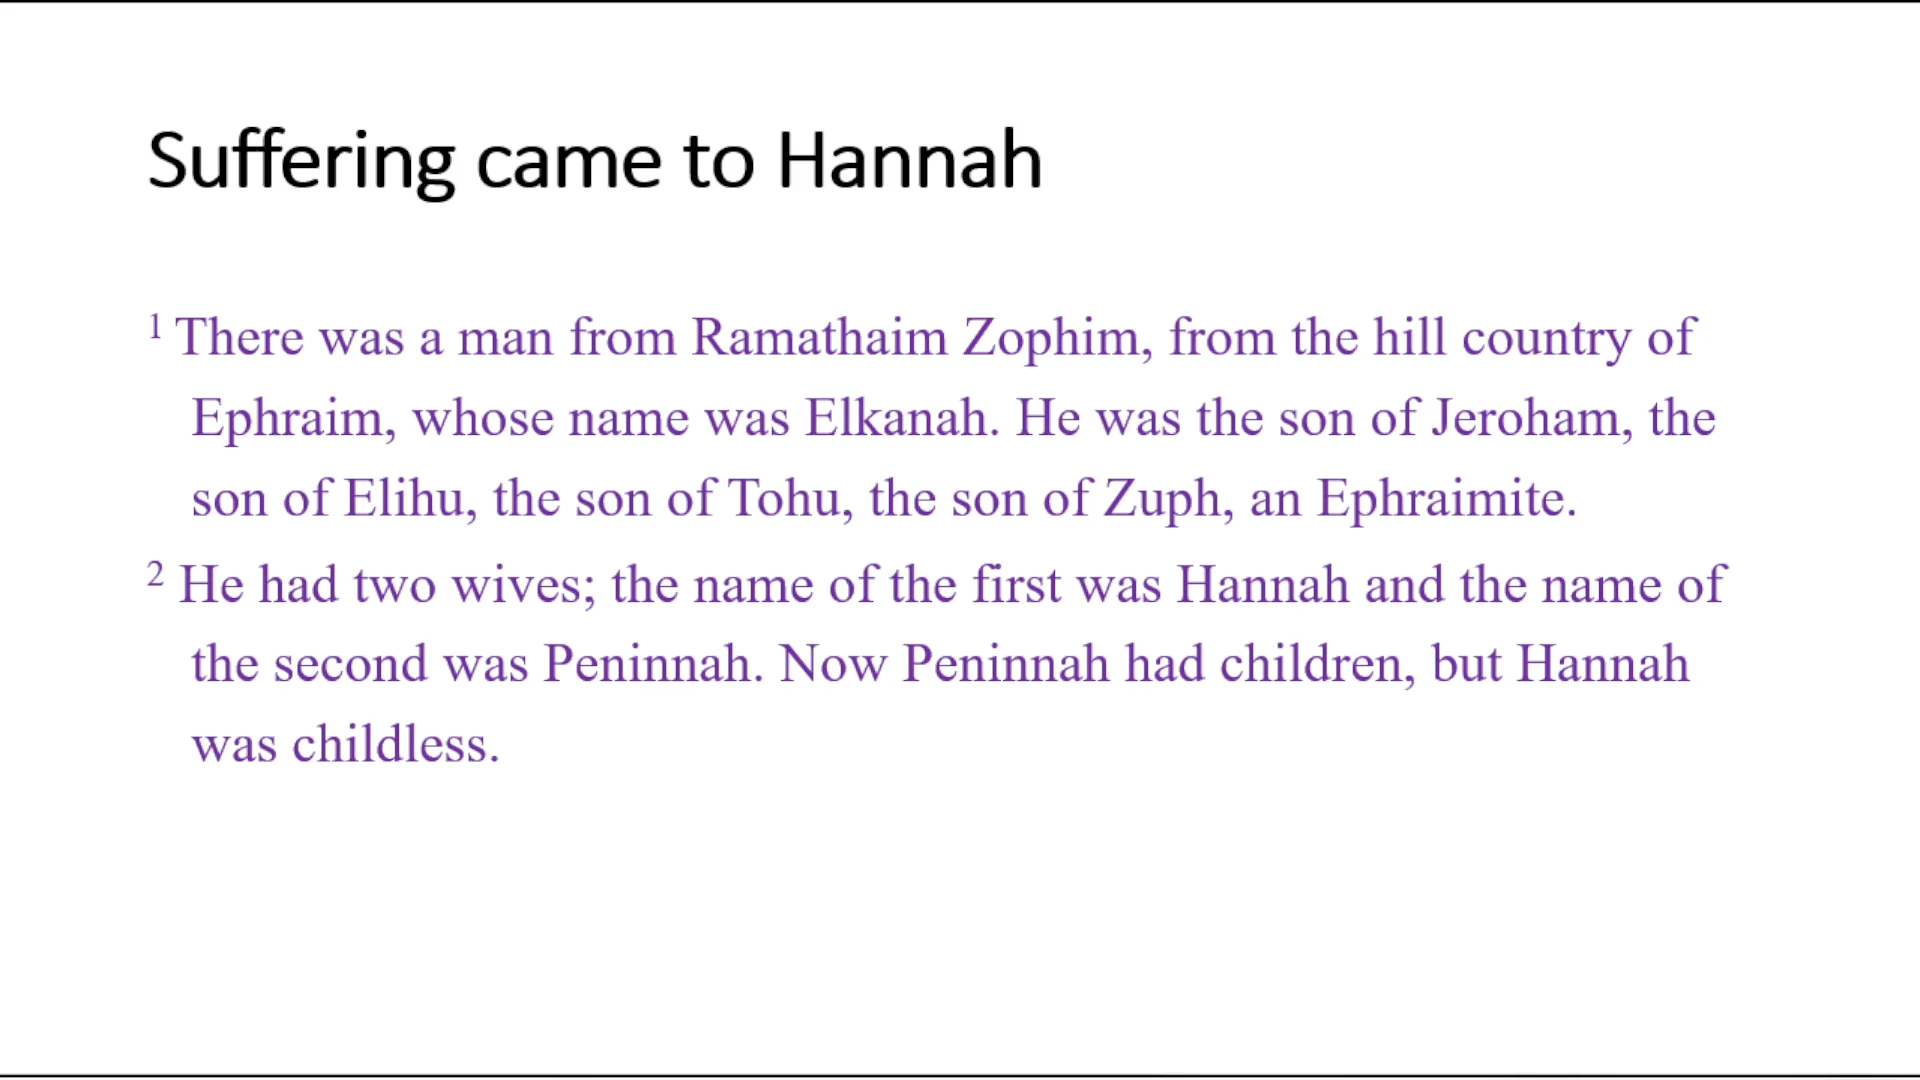 Suffering came to Hannah
1 There was a man from Ramathaim Zophim, from the hill country of
Ephraim, whose name was Elkanah. He was the son of Jeroham, the
son of Elihu, the son of Tohu, the son of Zuph, an Ephraimite.
2 He had two wives; the name of the first was Hannah and the name of
the second was Peninnah. Now Peninnah had children, but Hannah
was childless.